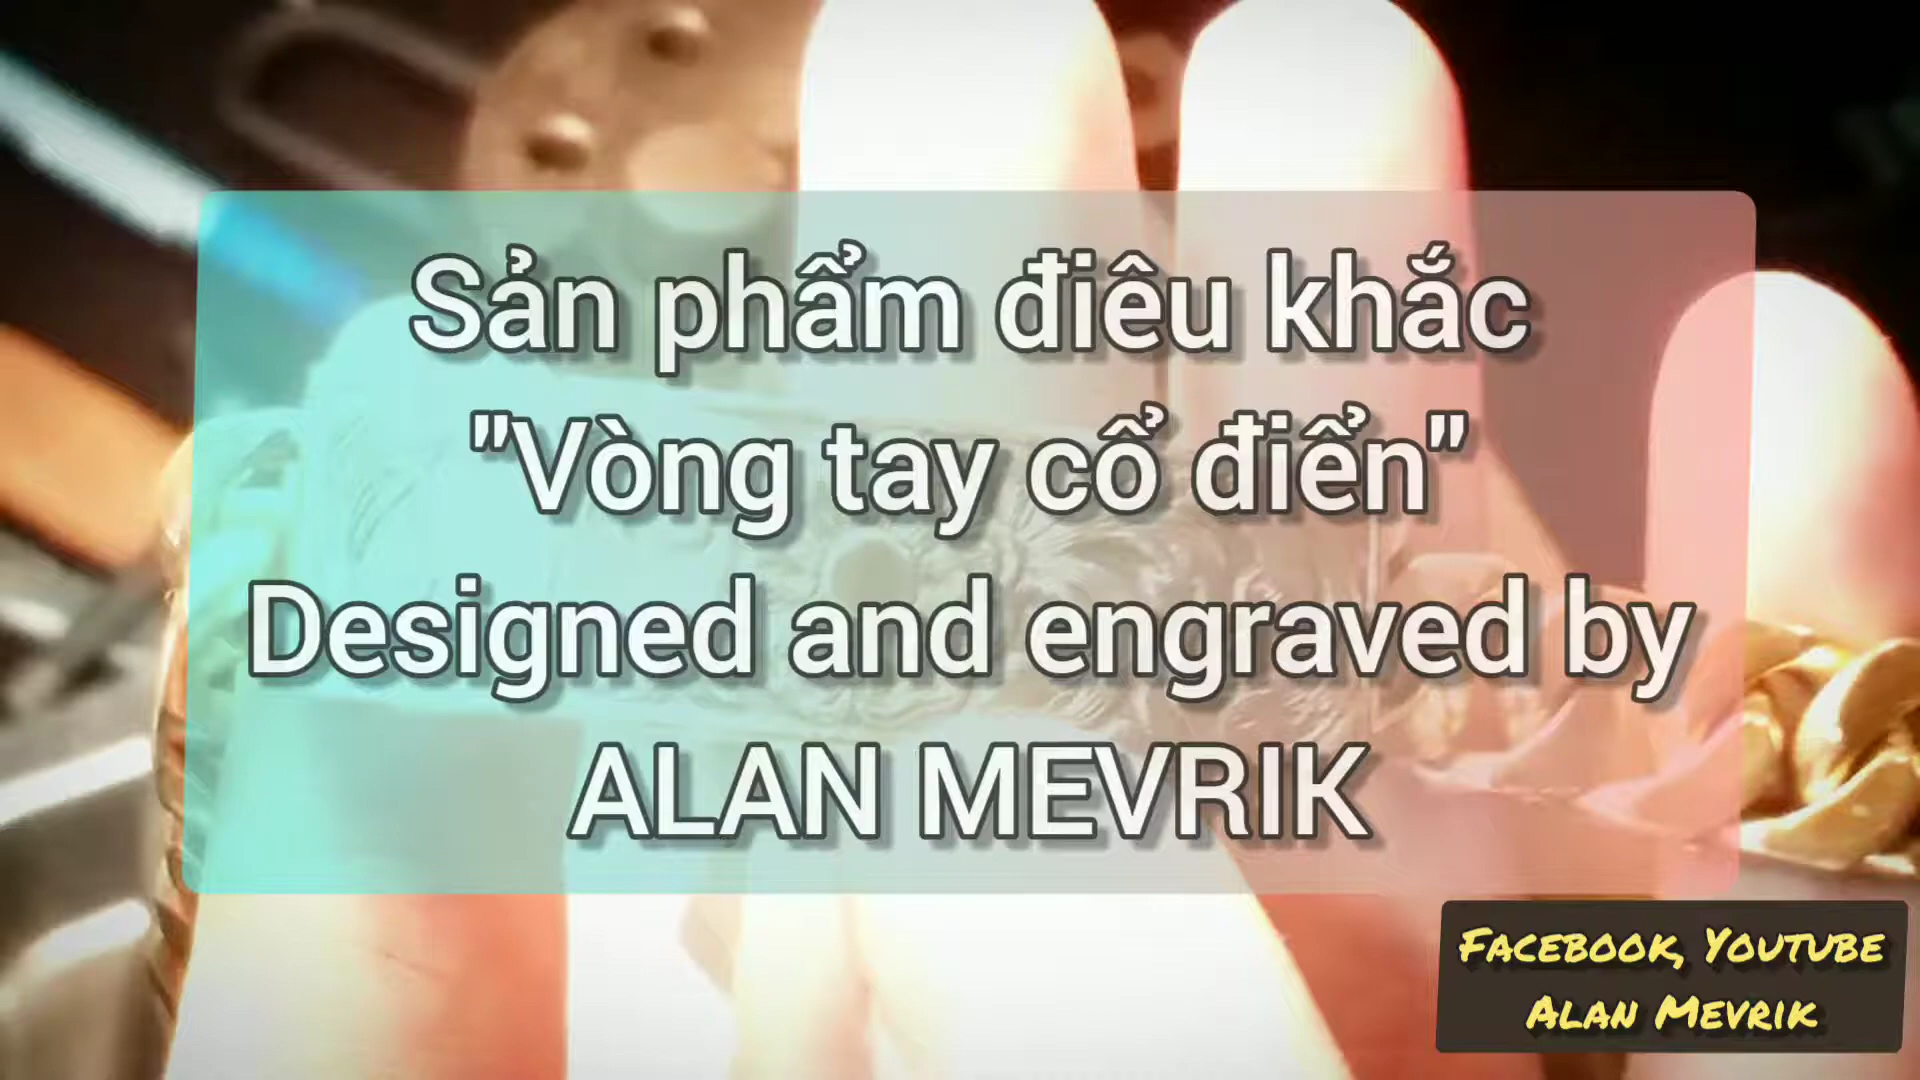 Sản phẩm điêu khắc
"Vòng tay cổ điển"
Designed and engraved by
ALAN MEVRIK
Facebook, Youtube
Alan Mevrik